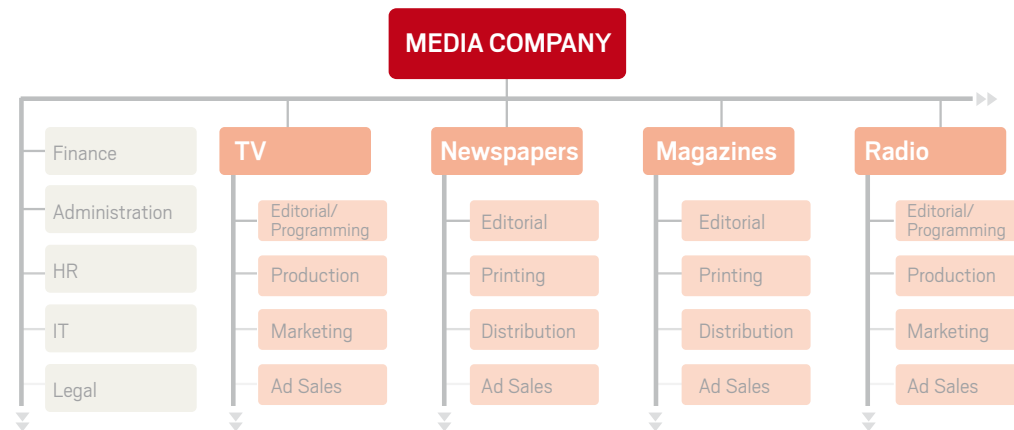 MEDIA COMPANY
Finance
Administration
HR
IT
Legal
TV
Editorial/
Programming
Production
Marketing
Ad Sales
Newspapers
Editorial
Printing
Distribution
Ad Sales
Magazines
Editorial
Printing
Distribution
Ad Sales
Radio
Editorial/
Programming
Production
Marketing
Ad Sales